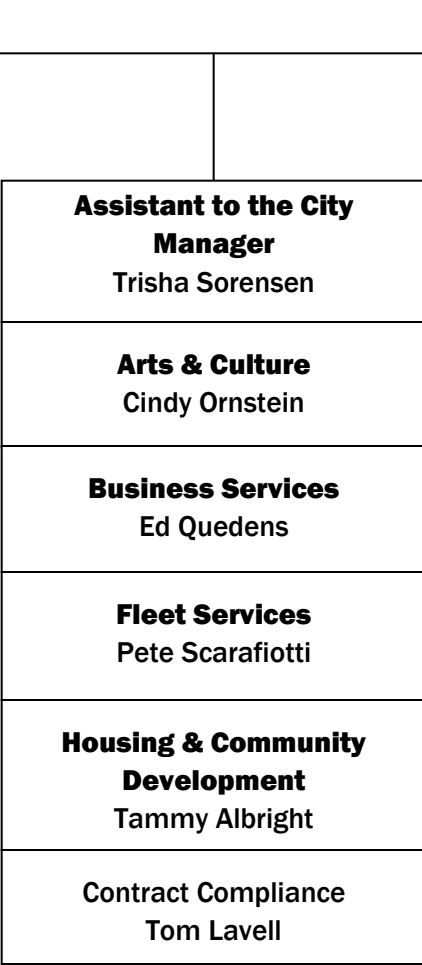 Assistant to the City
Manager
Trisha Sorensen
Arts & Culture
Cindy Ornstein
Business Services
Ed Quedens
Fleet Services
Pete Scarafiotti
Housing & Community
Development
Tammy Albright
Contract Compliance
Tom Lavell